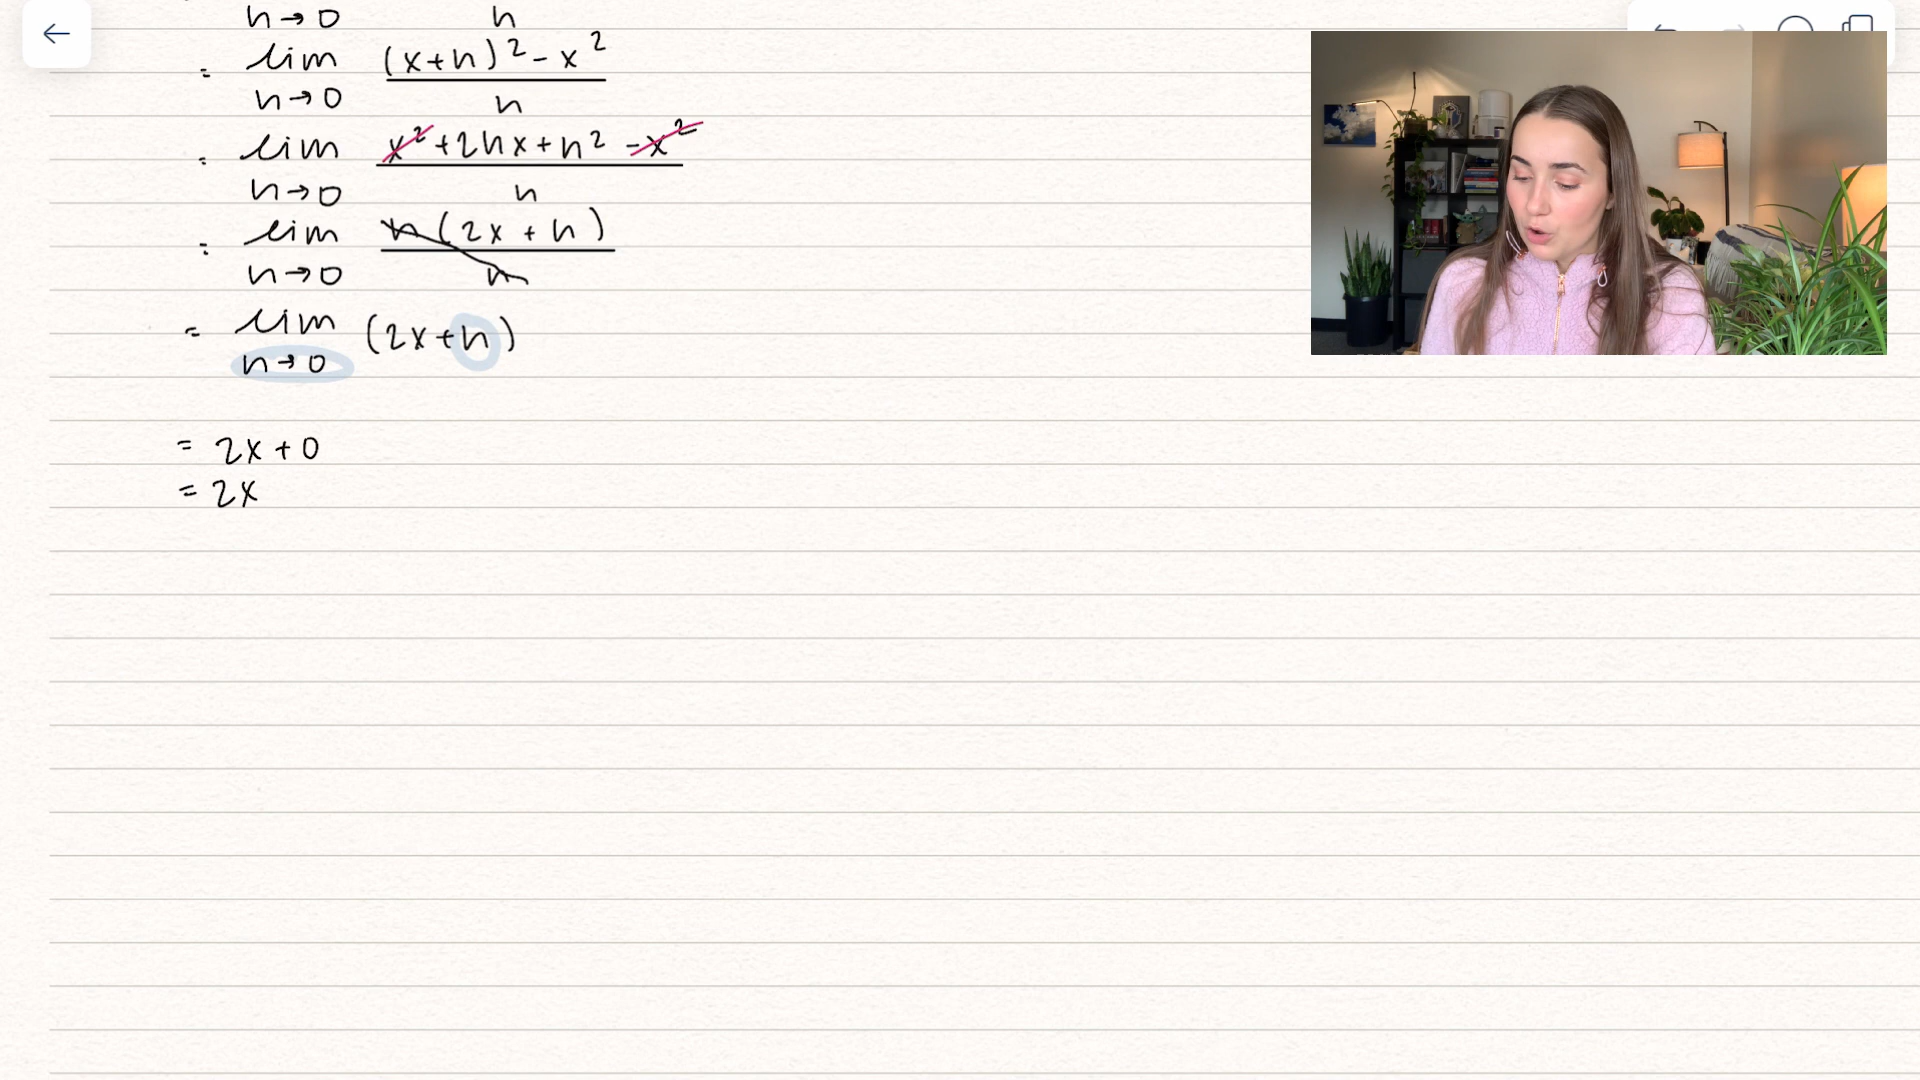 h→0 h
= lim (x+h)² - x²
h→0 h
= lim x² + 2hx + h² - x²
h→0 h
= lim h (2x + h)
h→0 h
= lim (2x+h)
h→0
= 2x + 0
= 2x